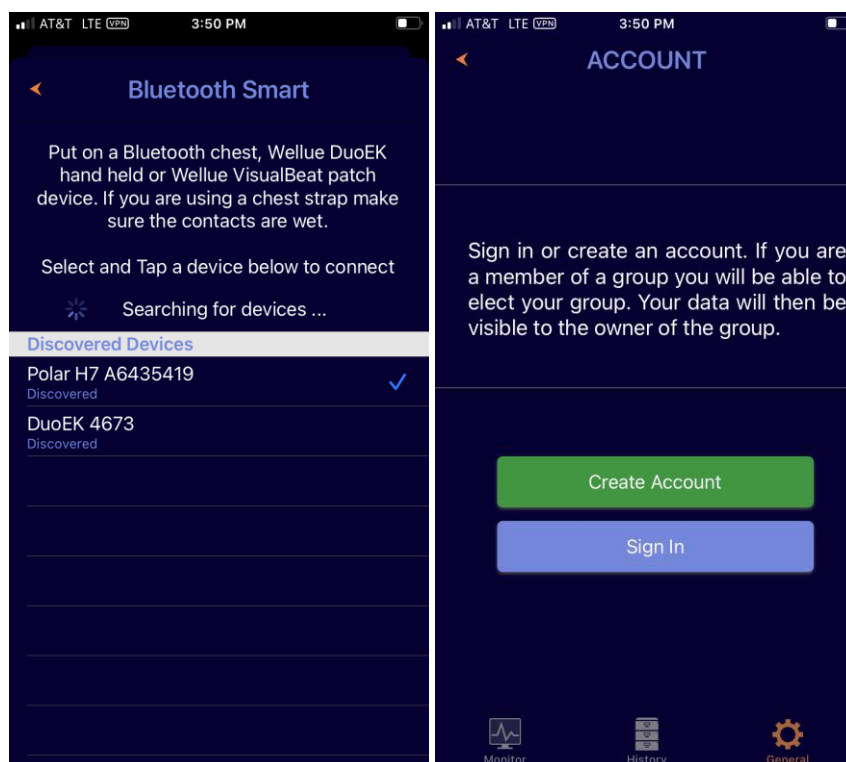 AT&T LTE VPN 3:50 PM
Bluetooth Smart
Put on a Bluetooth chest, Wellue DuoEK
hand held or Wellue VisualBeat patch
device. If you are using a chest strap make
sure the contacts are wet.
Select and Tap a device below to connect
Searching for devices ...
Discovered Devices
Polar H7 A6435419
Discovered
DuoEK 4673
Discovered
AT&T LTE VPN 3:50 PM
ACCOUNT
Sign in or create an account. If you are
a member of a group you will be able to
elect your group. Your data will then be
visible to the owner of the group.
Create Account
Sign In
Monitor History General